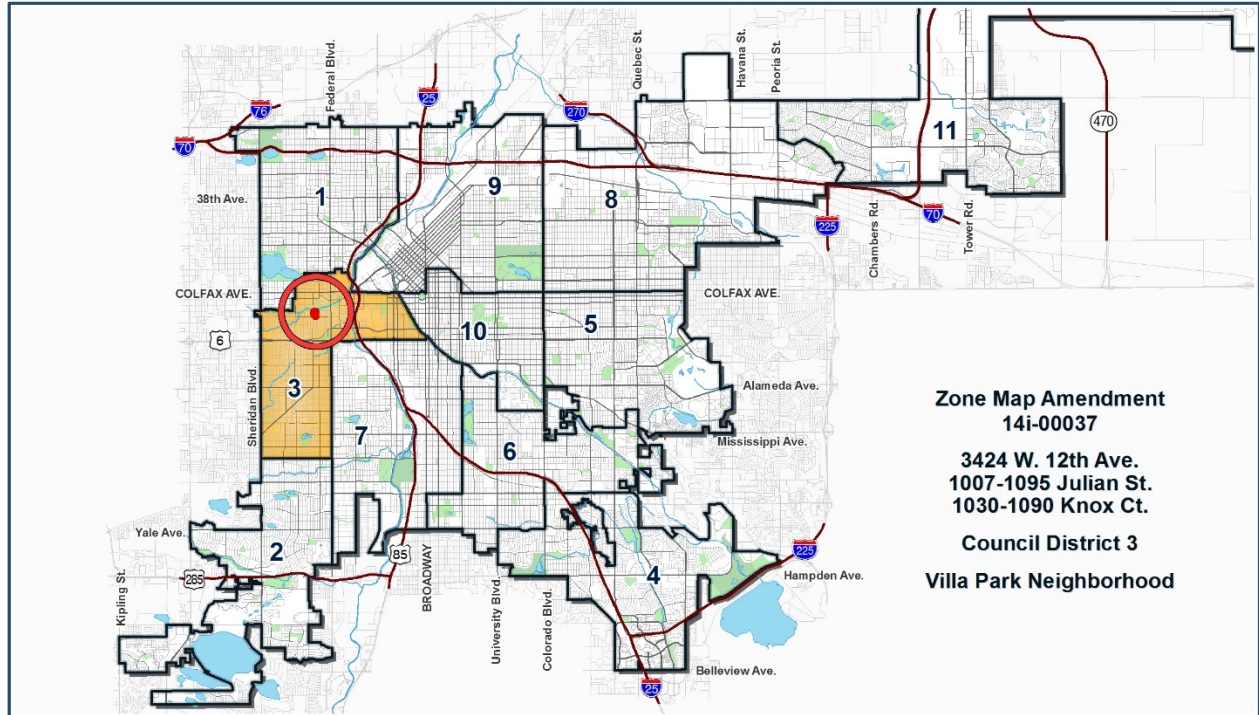 Federal Blvd.
Quebec St.
Havana St.
Peoria St.
76
25
270
70
470
11
1
9
8
38th Ave.
225
Chambers Rd.
70
Tower Rd.
COLFAX AVE.
COLFAX AVE.
6
10
5
3
Sheridan Blvd.
Alameda Ave.
7
6
Mississippi Ave.
Zone Map Amendment
14i-00037
3424 W. 12th Ave.
1007-1095 Julian St.
1030-1090 Knox Ct.
Council District 3
Villa Park Neighborhood
Yale Ave.
2
85
225
285
4
Hampden Ave.
Kipling St.
BROADWAY
University Blvd.
Colorado Blvd.
Belleview Ave.
25